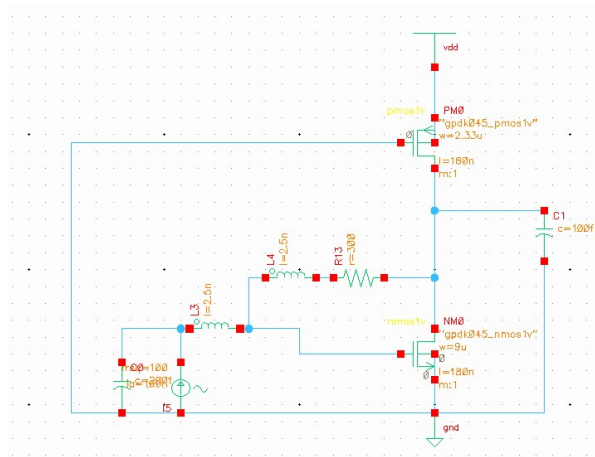 vdd
pmos1v
PM0
"gpdk045_pmos1v"
w=2.33u
l=180n
m:1
C1
c=100f
L4
l=2.5n
R13
r=300
L3
l=2.5n
nmos1v
NM0
"gpdk045_nmos1v"
w=9u
l=180n
m:1
I5
gnd